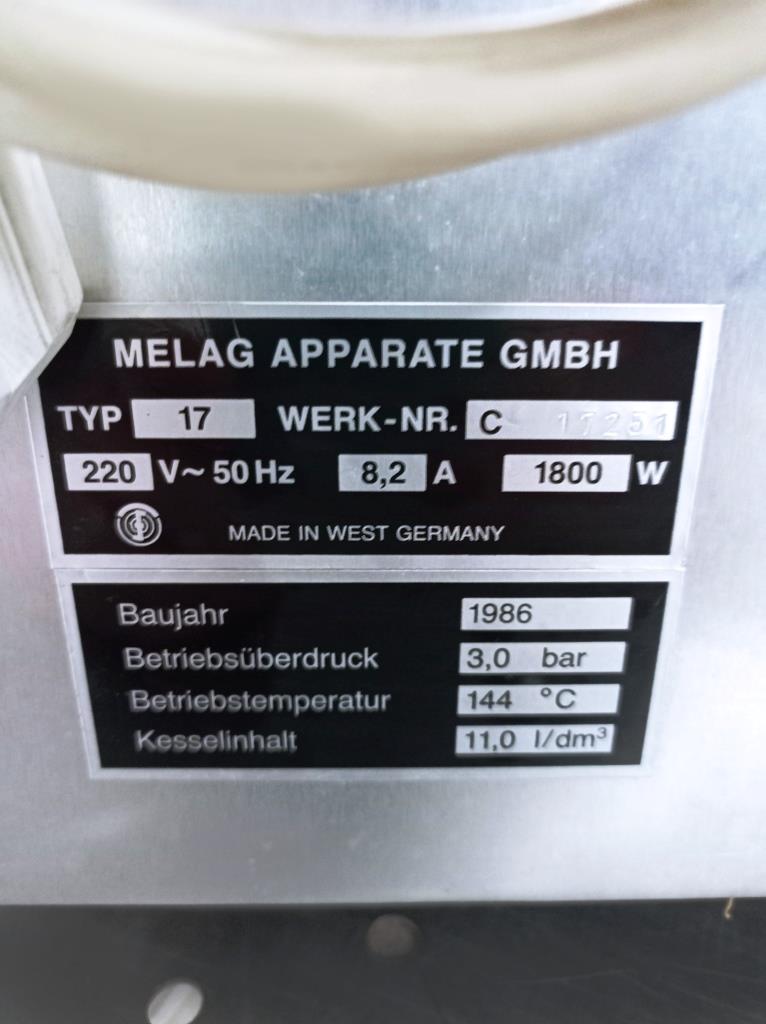 MELAG APPARATE GMBH
TYP 17 WERK-NR. C 17251
220 V~ 50 Hz 8,2 A 1800 W
MADE IN WEST GERMANY
Baujahr 1986
Betriebsüberdruck 3,0 bar
Betriebstemperatur 144 °C
Kesselinhalt 11,0 l/dm³